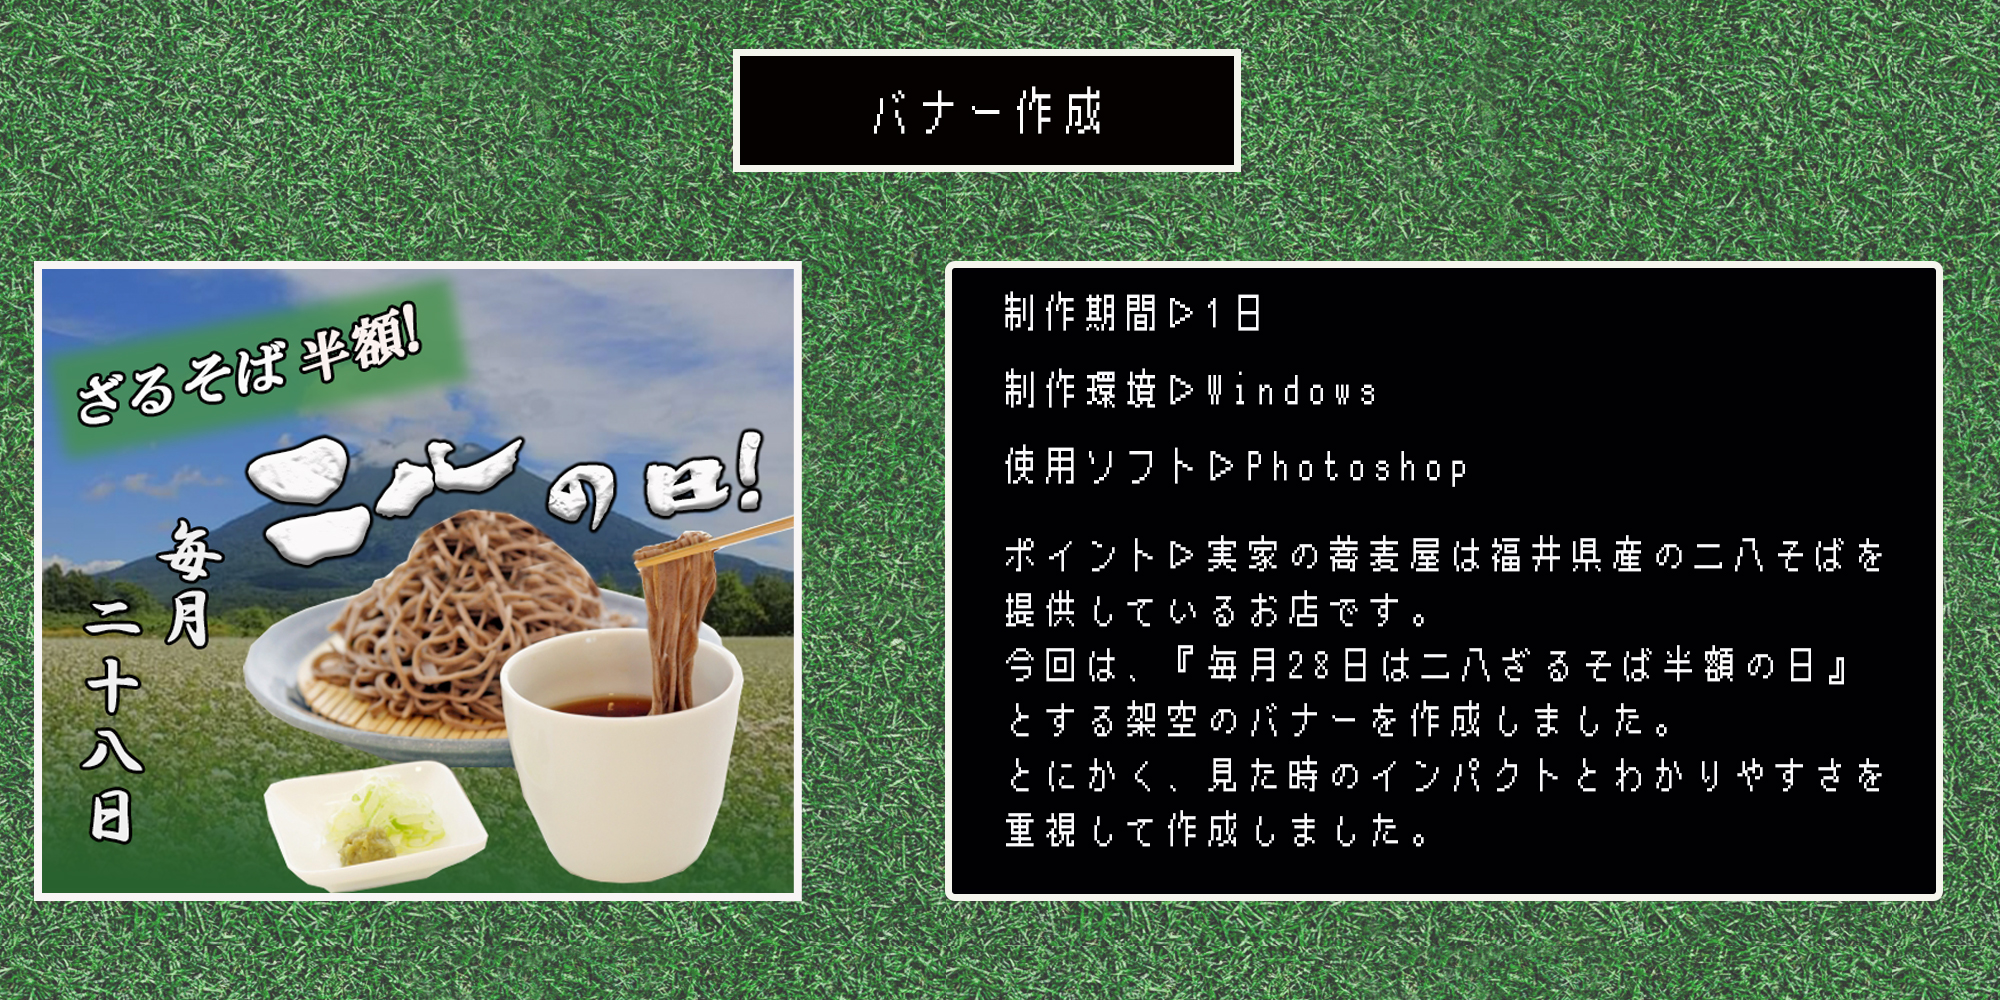 バナー作成
ざるそば 半額!
二八の日!
毎月
二十八日
制作期間▷1日
制作環境▷Windows
使用ソフト▷Photoshop
ポイント▷実家の蕎麦屋は福井県産の二八そばを
提供しているお店です。
今回は、『毎月28日は二八ざるそば半額の日』
とする架空のバナーを作成しました。
とにかく、見た時のインパクトとわかりやすさを
重視して作成しました。